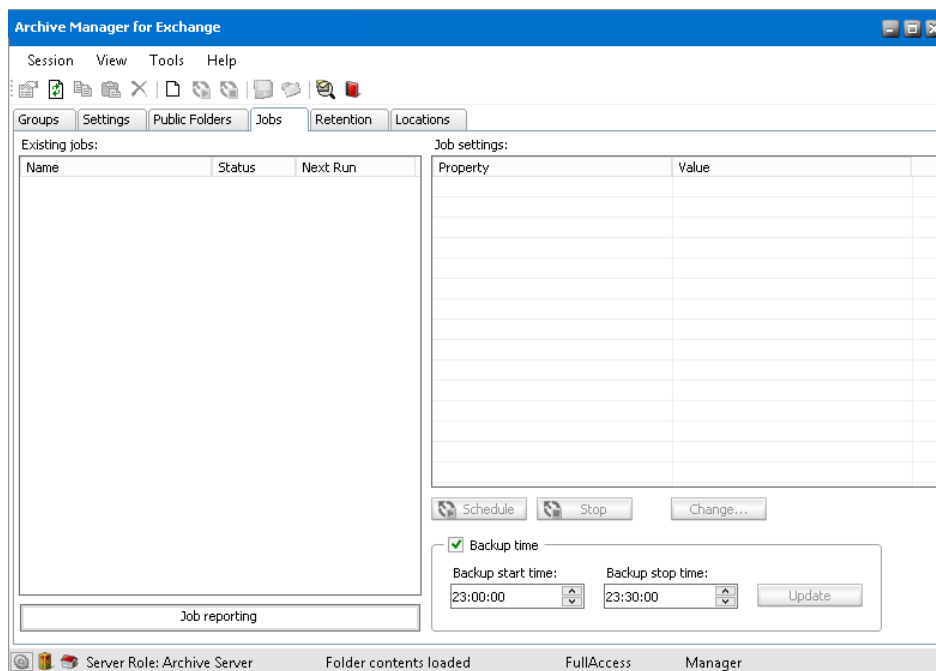 Archive Manager for Exchange
Session View Tools Help
Groups Settings Public Folders Jobs Retention Locations
Existing jobs: Job settings:
Name Status Next Run Property Value
Schedule Stop Change...
Backup time
Backup start time: Backup stop time:
23:00:00 23:30:00 Update
Job reporting
Server Role: Archive Server Folder contents loaded FullAccess Manager